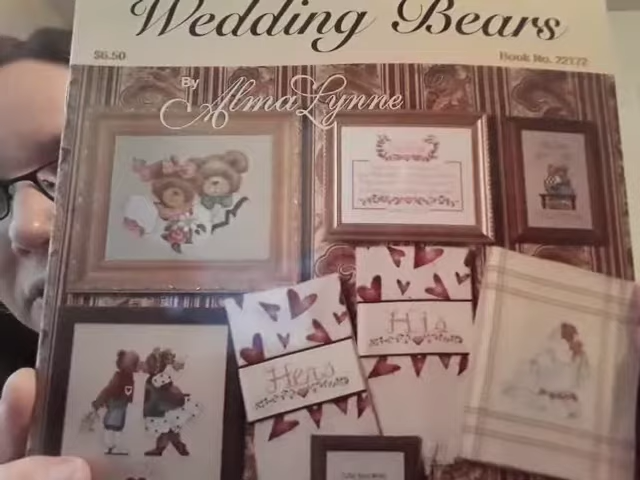 Wedding Bears
$6.50 Book No. 22172
By
Alma Lynne
His
Hers